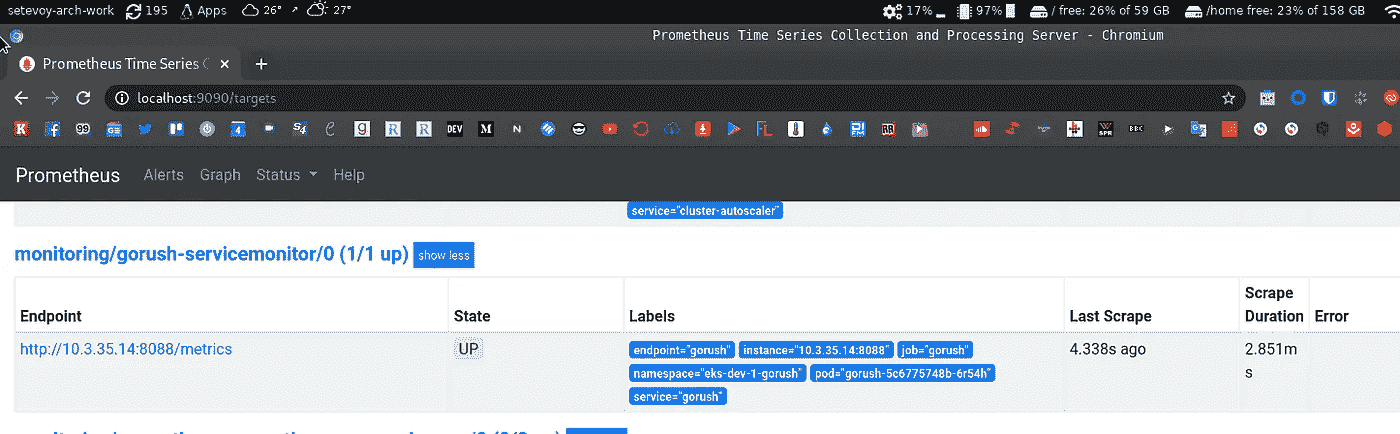 setevoy-arch-work 195 Apps 26° ↗ 27° 17% 97% / free: 26% of 59 GB /home free: 23% of 158 GB
Prometheus Time Series Collection and Processing Server - Chromium
Prometheus Time Series C × +
localhost:9090/targets
Prometheus Alerts Graph Status Help
service="cluster-autoscaler"
monitoring/gorush-servicemonitor/0 (1/1 up) show less
Endpoint State Labels Last Scrape Scrape Duration Error
http://10.3.35.14:8088/metrics UP endpoint="gorush" instance="10.3.35.14:8088" job="gorush" 4.338s ago 2.851m
namespace="eks-dev-1-gorush" pod="gorush-5c6775748b-6r54h" s
service="gorush"